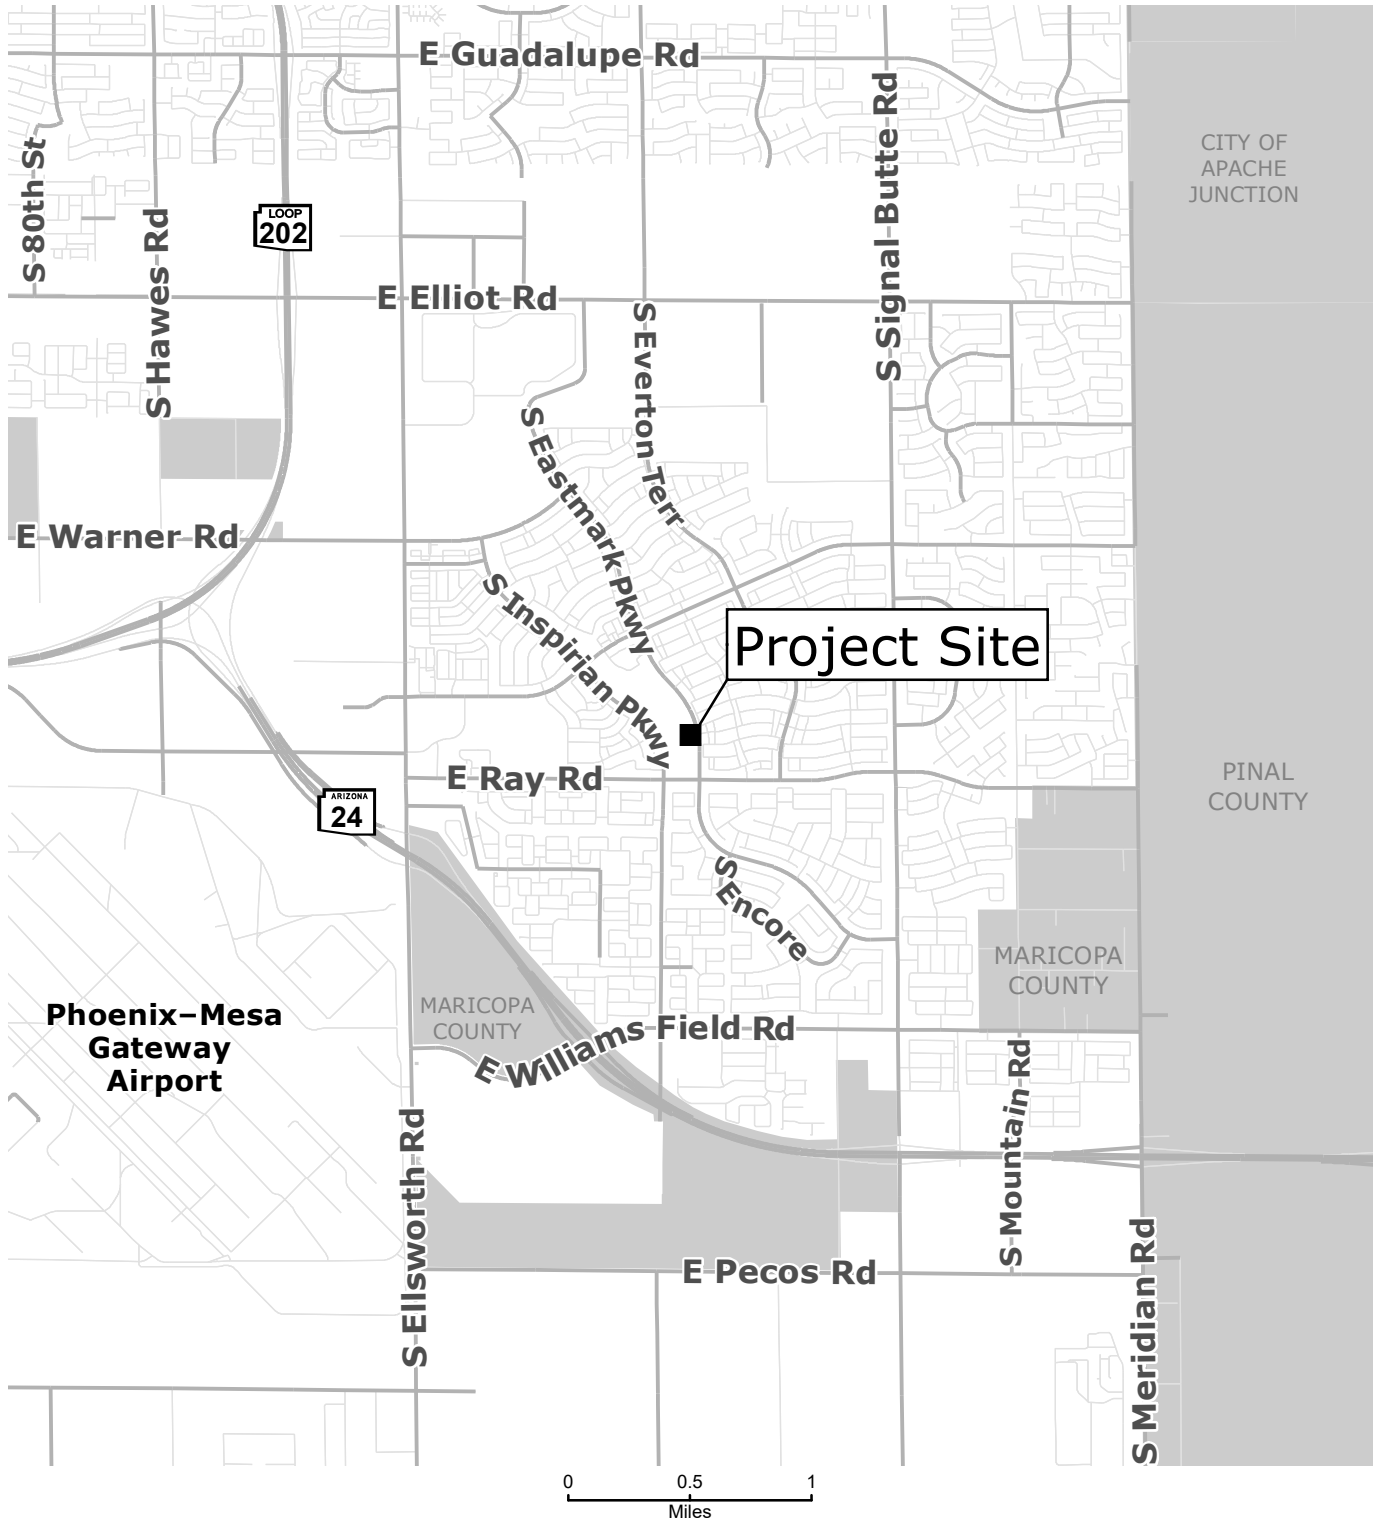 E Guadalupe Rd
S 80th St
S Hawes Rd
LOOP
202
S Signal Butte Rd
CITY OF
APACHE
JUNCTION
E Elliot Rd
S Everton Terr
S Eastmark Pkwy
E Warner Rd
S Inspirian Pkwy
Project Site
E Ray Rd
ARIZONA
24
PINAL
COUNTY
S Encore
MARICOPA
COUNTY
MARICOPA
COUNTY
Phoenix–Mesa
Gateway
Airport
E Williams Field Rd
S Mountain Rd
S Ellsworth Rd
E Pecos Rd
S Meridian Rd
0 0.5 1
Miles